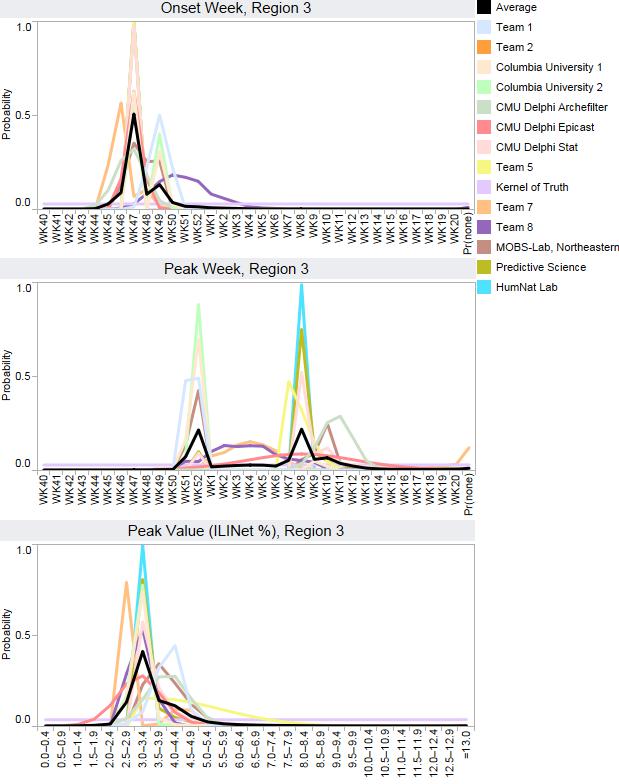 Onset Week, Region 3
1.0
0.5
0.0
Probability
WK40
WK41
WK42
WK43
WK44
WK45
WK46
WK47
WK48
WK49
WK50
WK51
WK52
WK1
WK2
WK3
WK4
WK5
WK6
WK7
WK8
WK9
WK10
WK11
WK12
WK13
WK14
WK15
WK16
WK17
WK18
WK19
WK20
Pr(none)
Average
Team 1
Team 2
Columbia University 1
Columbia University 2
CMU Delphi Archefilter
CMU Delphi Epicast
CMU Delphi Stat
Team 5
Kernel of Truth
Team 7
Team 8
MOBS-Lab, Northeastern
Predictive Science
HumNat Lab
Peak Week, Region 3
1.0
0.5
0.0
Probability
WK40
WK41
WK42
WK43
WK44
WK45
WK46
WK47
WK48
WK49
WK50
WK51
WK52
WK1
WK2
WK3
WK4
WK5
WK6
WK7
WK8
WK9
WK10
WK11
WK12
WK13
WK14
WK15
WK16
WK17
WK18
WK19
WK20
Pr(none)
Peak Value (ILINet %), Region 3
1.0
0.5
0.0
Probability
0.0–0.4
0.5–0.9
1.0–1.4
1.5–1.9
2.0–2.4
2.5–2.9
3.0–3.4
3.5–3.9
4.0–4.4
4.5–4.9
5.0–5.4
5.5–5.9
6.0–6.4
6.5–6.9
7.0–7.4
7.5–7.9
8.0–8.4
8.5–8.9
9.0–9.4
9.5–9.9
10.0–10.4
10.5–10.9
11.0–11.4
11.5–11.9
12.0–12.4
12.5–12.9
=13.0